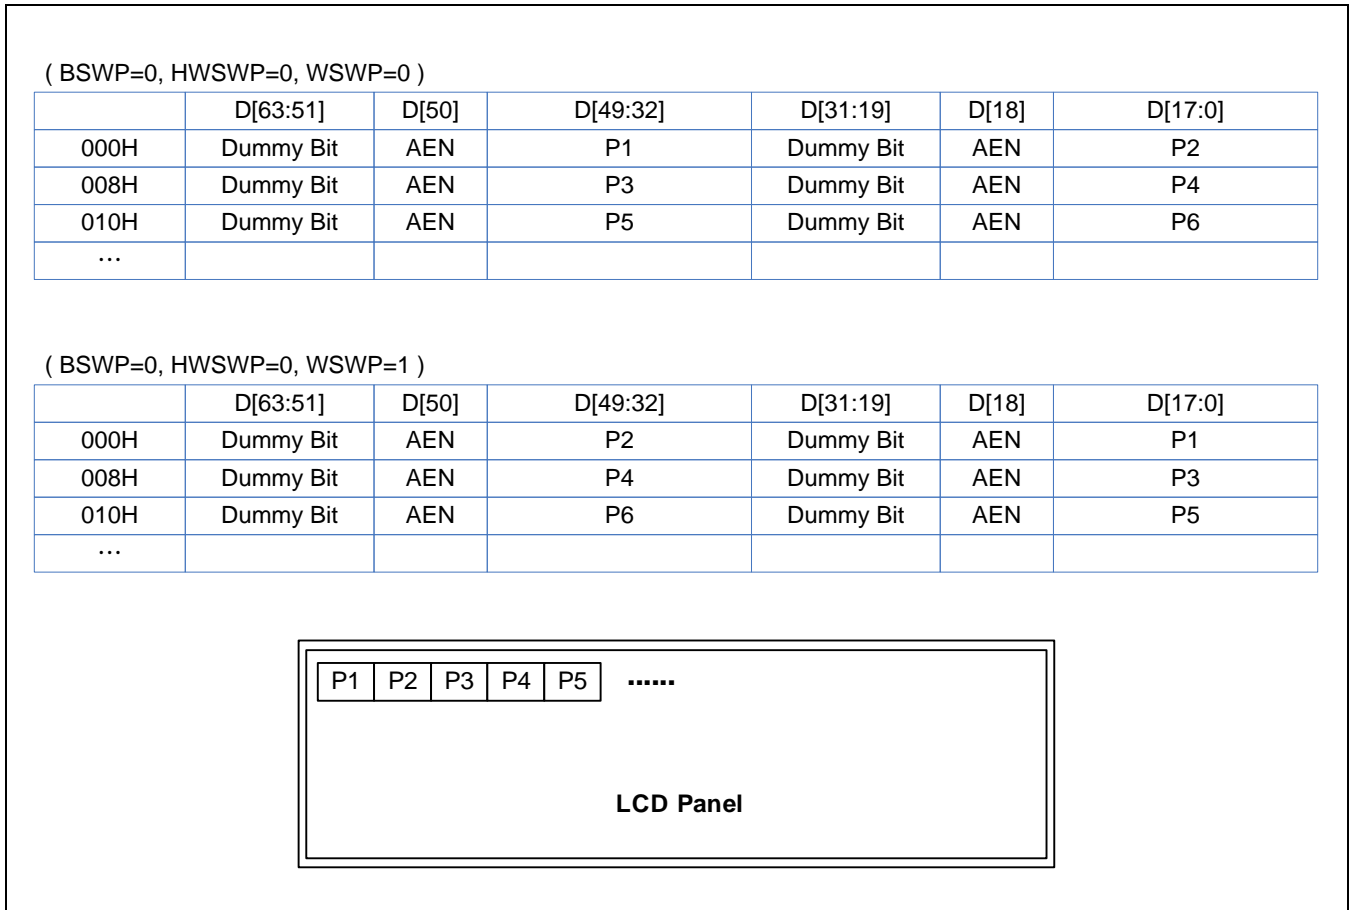 ( BSWP=0, HWSWP=0, WSWP=0 )
D[63:51] D[50] D[49:32] D[31:19] D[18] D[17:0]
000H Dummy Bit AEN P1 Dummy Bit AEN P2
008H Dummy Bit AEN P3 Dummy Bit AEN P4
010H Dummy Bit AEN P5 Dummy Bit AEN P6
…
( BSWP=0, HWSWP=0, WSWP=1 )
D[63:51] D[50] D[49:32] D[31:19] D[18] D[17:0]
000H Dummy Bit AEN P2 Dummy Bit AEN P1
008H Dummy Bit AEN P4 Dummy Bit AEN P3
010H Dummy Bit AEN P6 Dummy Bit AEN P5
…
P1 P2 P3 P4 P5 ......
LCD Panel